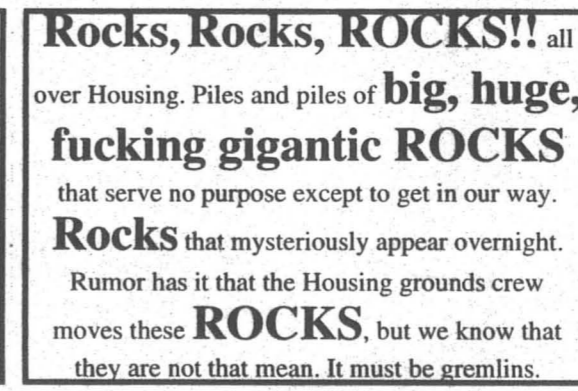 Rocks, Rocks, ROCKS!! all
over Housing. Piles and piles of big, huge,
fucking gigantic ROCKS
that serve no purpose except to get in our way.
Rocks that mysteriously appear overnight.
Rumor has it that the Housing grounds crew
moves these ROCKS, but we know that
they are not that mean. It must be gremlins.